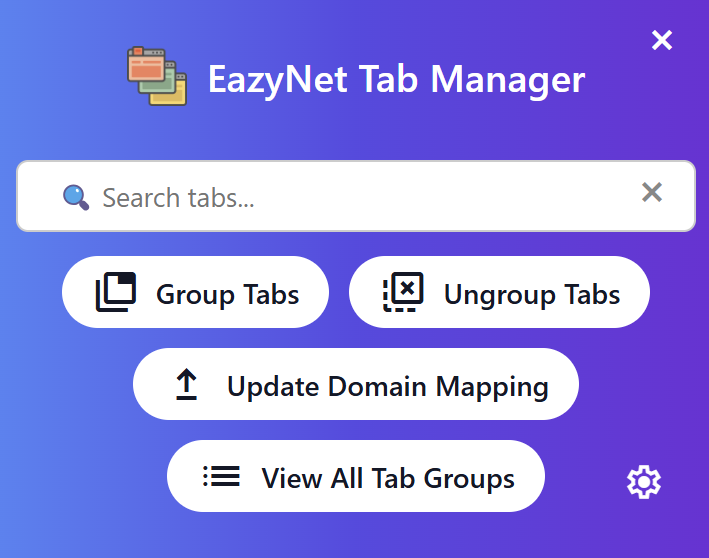 EazyNet Tab Manager
Search tabs...
Group Tabs
Ungroup Tabs
Update Domain Mapping
View All Tab Groups